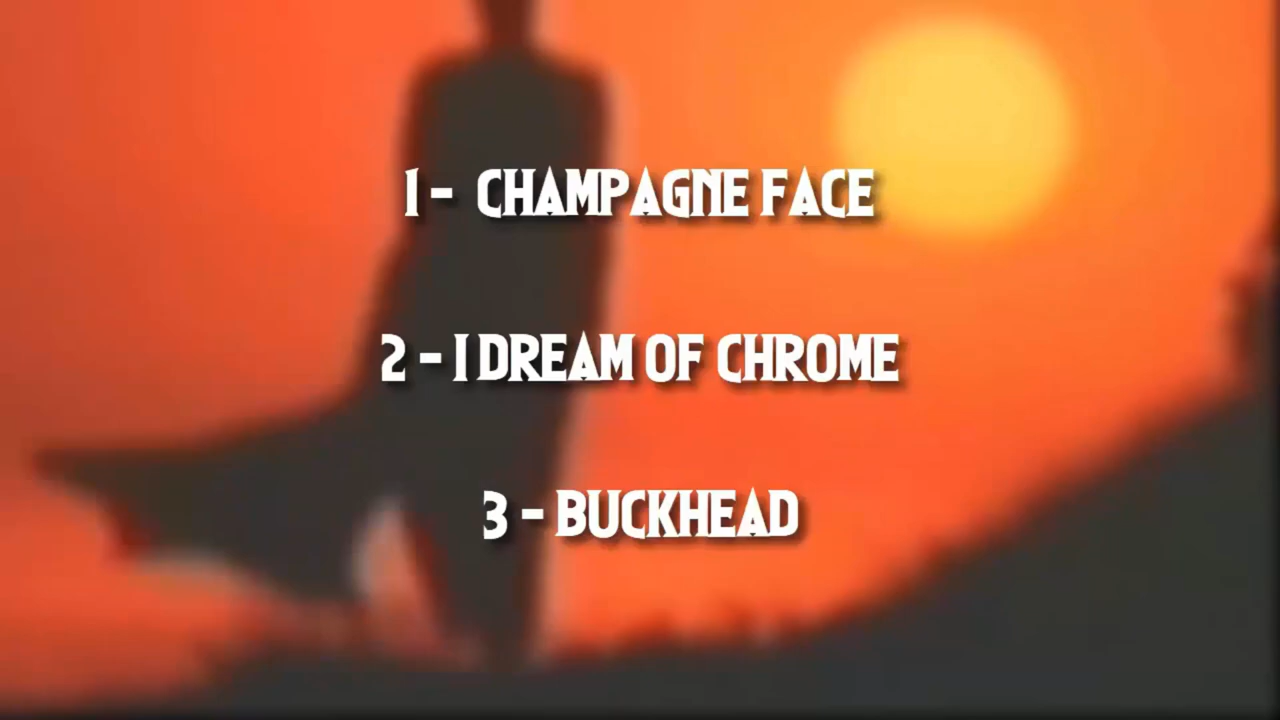 1 - CHAMPAGNE FACE
2 - I DREAM OF CHROME
3 - BUCKHEAD